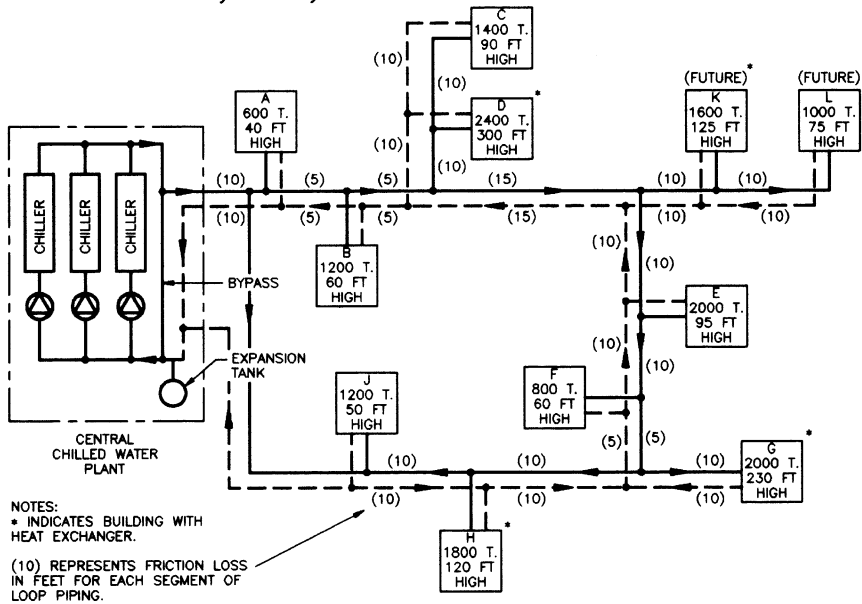 C
1400 T.
90 FT
HIGH
(10)
(10)
D
2400 T.
300 FT
HIGH
*
(10)
(10)
A
600 T.
40 FT
HIGH
(FUTURE) *
K
1600 T.
125 FT
HIGH
(FUTURE)
L
1000 T.
75 FT
HIGH
(10)
(5)
(5)
(15)
(10)
(10)
(10)
(5)
(5)
(15)
(10)
(10)
CHILLER
CHILLER
CHILLER
BYPASS
EXPANSION
TANK
CENTRAL
CHILLED WATER
PLANT
B
1200 T.
60 FT
HIGH
(10)
(10)
E
2000 T.
95 FT
HIGH
(10)
(10)
F
800 T.
60 FT
HIGH
(5)
(5)
J
1200 T.
50 FT
HIGH
(10)
(10)
(10)
G
2000 T.
230 FT
HIGH
*
(10)
(10)
(10)
H
1800 T.
120 FT
HIGH
*
NOTES:
* INDICATES BUILDING WITH
HEAT EXCHANGER.
(10) REPRESENTS FRICTION LOSS
IN FEET FOR EACH SEGMENT OF
LOOP PIPING.